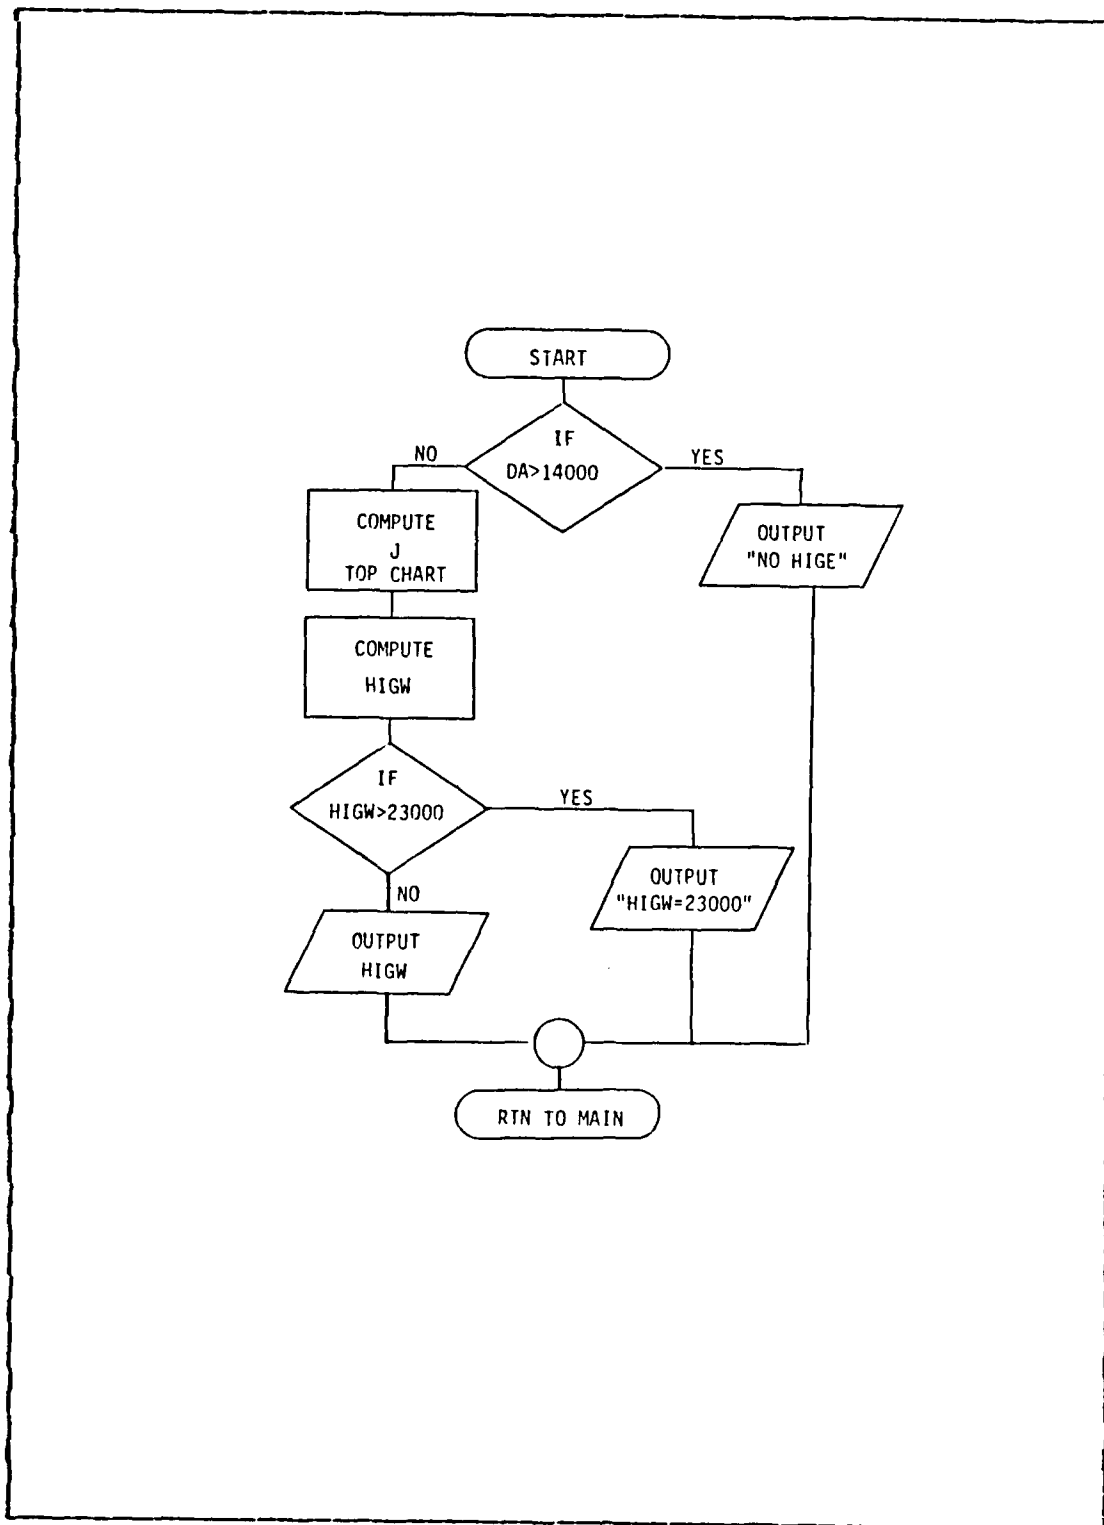 START
IF
DA>14000
NO
YES
COMPUTE
J
TOP CHART
OUTPUT
"NO HIGE"
COMPUTE
HIGW
IF
HIGW>23000
YES
NO
OUTPUT
"HIGW=23000"
OUTPUT
HIGW
RTN TO MAIN